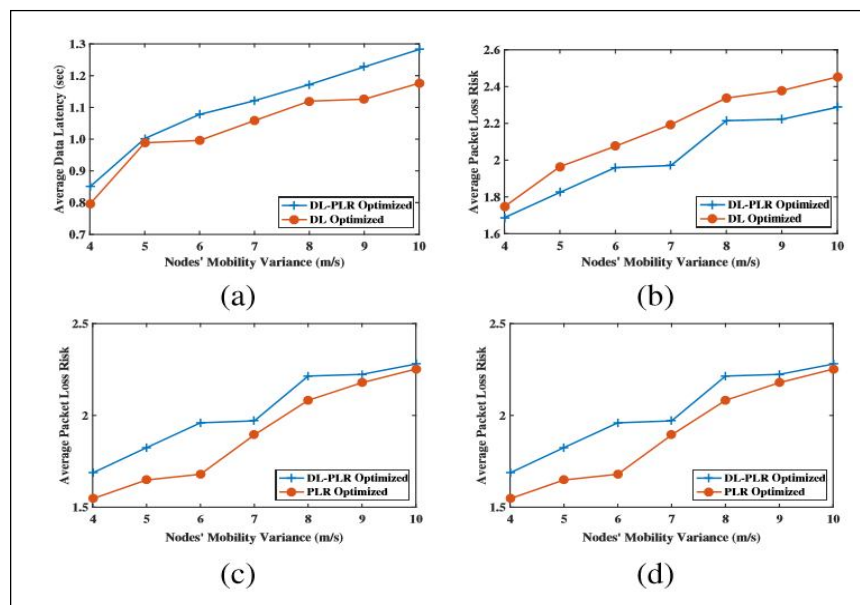 1.3
1.2
1.1
1.0
0.9
0.8
0.7
Average Data Latency (sec)
DL-PLR Optimized
DL Optimized
4 5 6 7 8 9 10
Nodes' Mobility Variance (m/s)
(a)
2.6
2.4
2.2
2
1.8
1.6
Average Packet Loss Risk
DL-PLR Optimized
DL Optimized
4 5 6 7 8 9 10
Nodes' Mobility Variance (m/s)
(b)
2.5
2
1.5
Average Packet Loss Risk
DL-PLR Optimized
PLR Optimized
4 5 6 7 8 9 10
Nodes' Mobility Variance (m/s)
(c)
2.5
2
1.5
Average Packet Loss Risk
DL-PLR Optimized
PLR Optimized
4 5 6 7 8 9 10
Nodes' Mobility Variance (m/s)
(d)